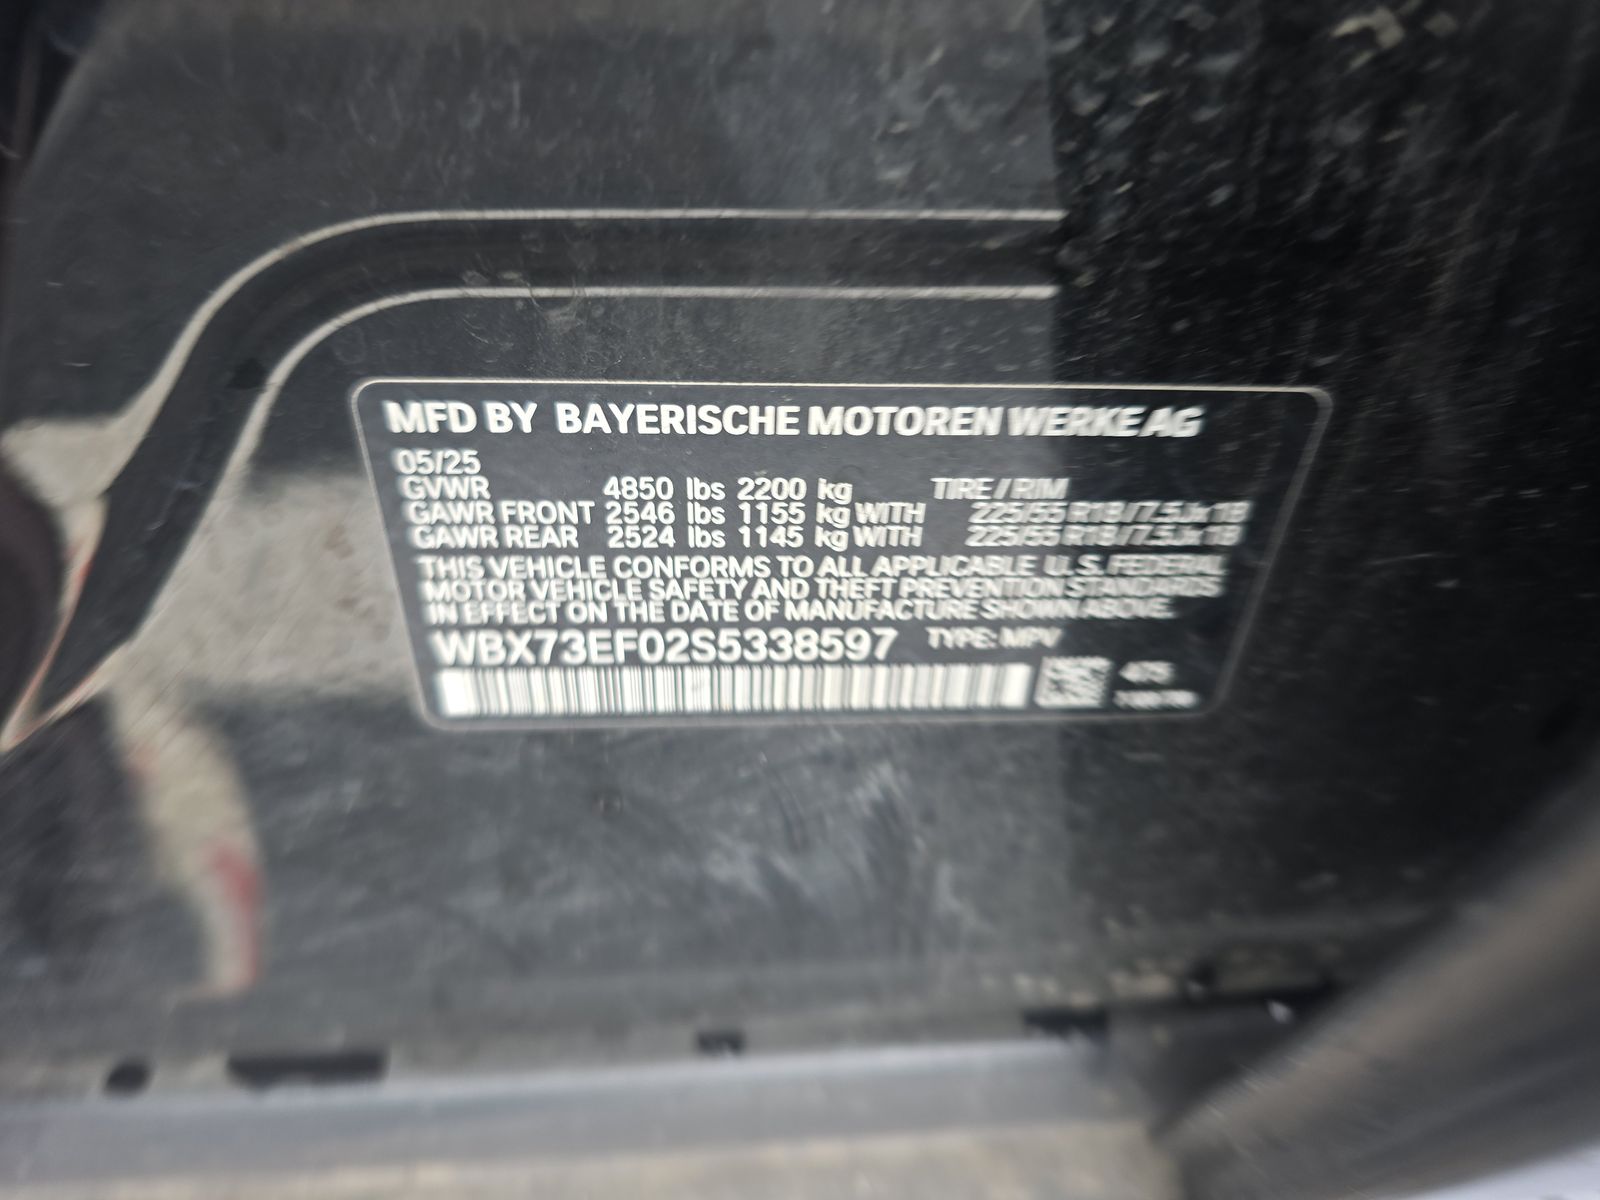 MFD BY BAYERISCHE MOTOREN WERKE AG
05/25
GVWR 4850 lbs 2200 kg TIRE / RIM
GAWR FRONT 2546 lbs 1155 kg WITH 225/55 R18 / 7.5Jx18
GAWR REAR 2524 lbs 1145 kg WITH 225/55 R18 / 7.5Jx18
THIS VEHICLE CONFORMS TO ALL APPLICABLE U.S. FEDERAL
MOTOR VEHICLE SAFETY AND THEFT PREVENTION STANDARDS
IN EFFECT ON THE DATE OF MANUFACTURE SHOWN ABOVE.
WBX73EF02S5338597 TYPE: MPV
475